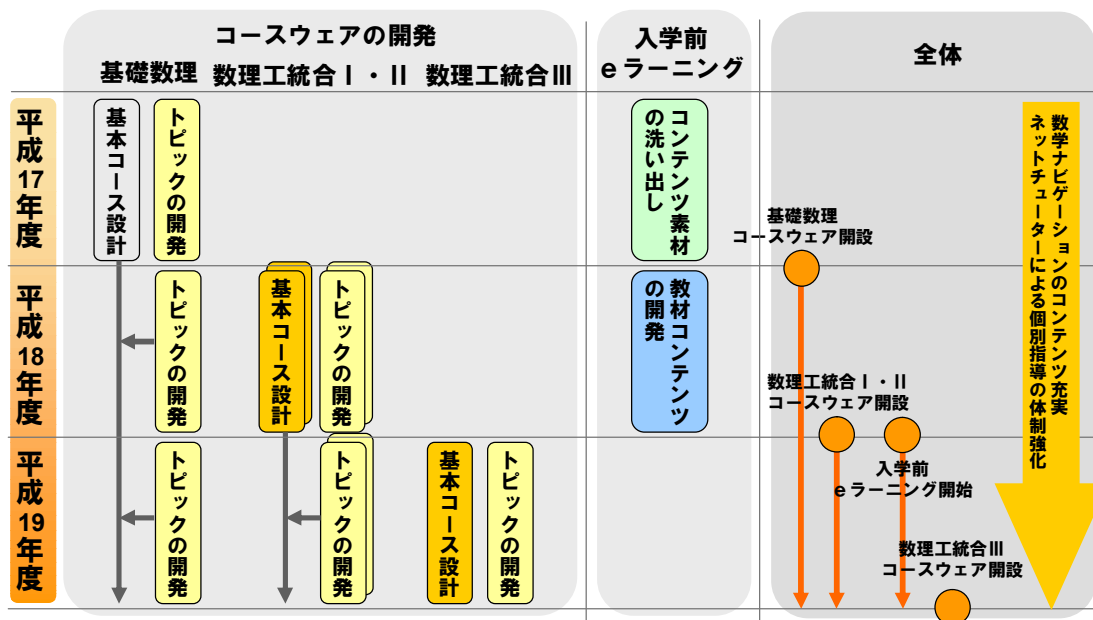 コースウェアの開発
基礎数理
数理工統合Ⅰ・Ⅱ
数理工統合Ⅲ
入学前
eラーニング
全体
平成17年度
基本コース設計
トピックの開発
コンテンツ素材
の洗い出し
基礎数理
コースウェア開設
数学ナビゲーションのコンテンツ充実
ネットチューターによる個別指導の体制強化
平成18年度
トピックの開発
基本コース設計
トピックの開発
教材コンテンツ
の開発
数理工統合Ⅰ・Ⅱ
コースウェア開設
入学前
eラーニング開始
平成19年度
トピックの開発
トピックの開発
基本コース設計
トピックの開発
数理工統合Ⅲ
コースウェア開設